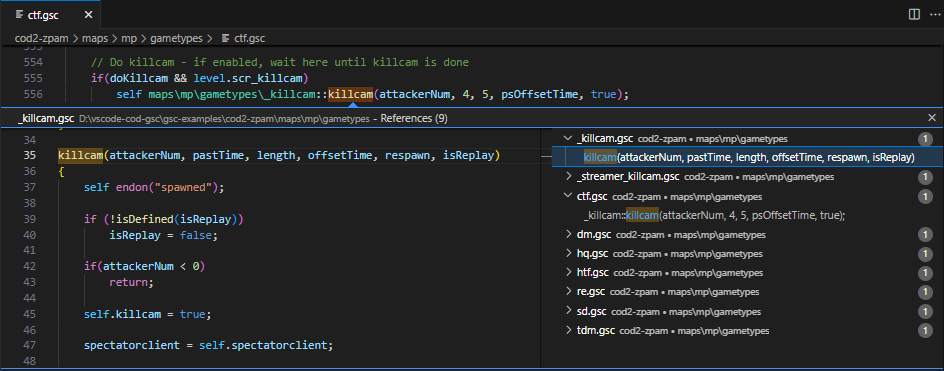 ctf.gsc
cod2-zpam > maps > mp > gametypes > ctf.gsc
553
554 // Do killcam - if enabled, wait here until killcam is done
555 if(doKillcam && level.scr_killcam)
556 self maps\mp\gametypes\_killcam::killcam(attackerNum, 4, 5, psOffsetTime, true);
_killcam.gsc D:\vscode-cod-gsc\gsc-examples\cod2-zpam\maps\mp\gametypes - References (9)
34
35 killcam(attackerNum, pastTime, length, offsetTime, respawn, isReplay)
36 {
37 self endon("spawned");
38
39 if (!isDefined(isReplay))
40 isReplay = false;
41
42 if(attackerNum < 0)
43 return;
44
45 self.killcam = true;
46
47 spectatorclient = self.spectatorclient;
48
_killcam.gsc cod2-zpam • maps\mp\gametypes 1
killcam(attackerNum, pastTime, length, offsetTime, respawn, isReplay)
_streamer_killcam.gsc cod2-zpam • maps\mp\gametypes 1
ctf.gsc cod2-zpam • maps\mp\gametypes 1
_killcam::killcam(attackerNum, 4, 5, psOffsetTime, true);
dm.gsc cod2-zpam • maps\mp\gametypes 1
hq.gsc cod2-zpam • maps\mp\gametypes 1
htf.gsc cod2-zpam • maps\mp\gametypes 1
re.gsc cod2-zpam • maps\mp\gametypes 1
sd.gsc cod2-zpam • maps\mp\gametypes 1
tdm.gsc cod2-zpam • maps\mp\gametypes 1